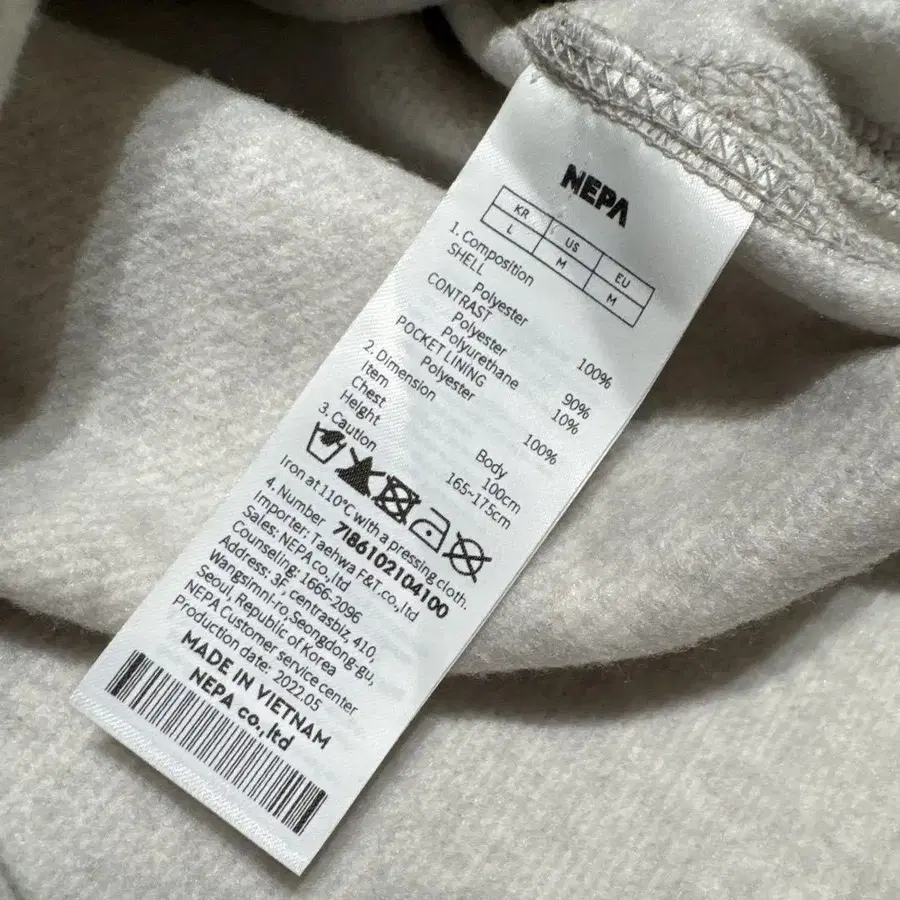 NEPA
KR US EU
L M M
1. Composition
SHELL
Polyester 100%
CONTRAST
Polyester 90%
Polyurethane 10%
POCKET LINING
Polyester 100%
2. Dimension
Item Body
Chest 100cm
Height 165~175cm
3. Caution
Iron at 110°C with a pressing cloth.
4. Number 7186102104100
Importer: Taehwa F&T.co.,ltd
Sales: NEPA co.,ltd
Counseling: 1666-2096
Address: 3F, centrasbiz, 410,
Wangsimni-ro,Seongdong-gu,
Seoul, Republic of Korea
NEPA Customer service center
Production date: 2022.05
MADE IN VIETNAM
NEPA co.,ltd